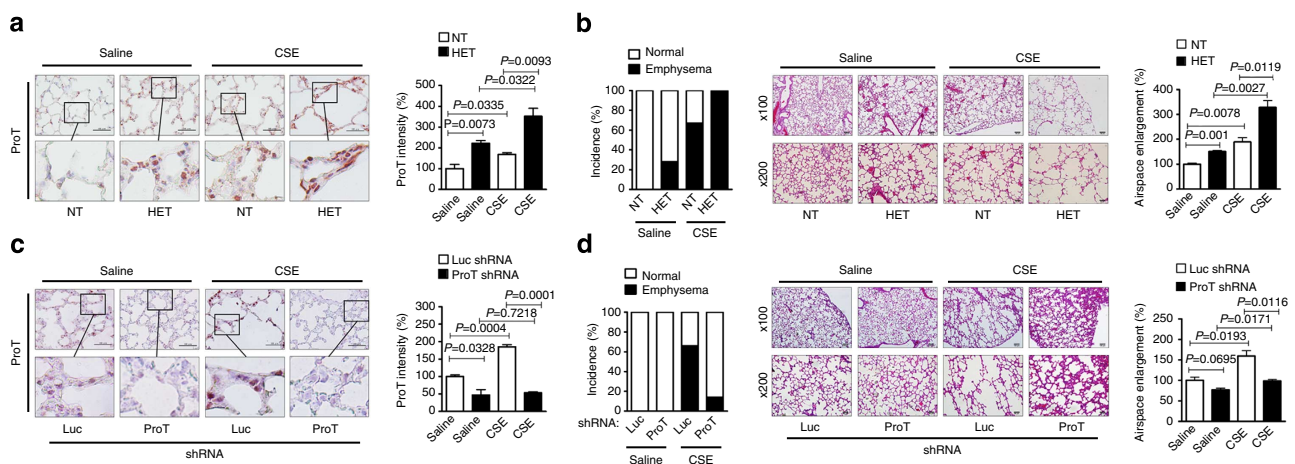 a
Saline
CSE
ProT
NT
HET
NT
HET
NT
HET
P=0.0093
P=0.0322
P=0.0335
P=0.0073
ProT intensity (%)
500
400
300
200
100
0
Saline
Saline
CSE
CSE
b
Normal
Emphysema
Incidence (%)
100
80
60
40
20
0
NT
HET
NT
HET
Saline
CSE
Saline
CSE
x100
x200
NT
HET
NT
HET
NT
HET
P=0.0119
P=0.0027
P=0.0078
P=0.001
Airspace enlargement (%)
400
300
200
100
0
Saline
Saline
CSE
CSE
c
Saline
CSE
ProT
Luc
ProT
Luc
ProT
shRNA
Luc shRNA
ProT shRNA
P=0.0001
P=0.7218
P=0.0004
P=0.0328
ProT intensity (%)
300
250
200
150
100
50
0
Saline
Saline
CSE
CSE
d
Normal
Emphysema
Incidence (%)
100
80
60
40
20
0
shRNA:
Luc
ProT
Luc
ProT
Saline
CSE
Saline
CSE
x100
x200
Luc
ProT
Luc
ProT
shRNA
Luc shRNA
ProT shRNA
P=0.0116
P=0.0171
P=0.0193
P=0.0695
Airspace enlargement (%)
250
200
150
100
50
0
Saline
Saline
CSE
CSE